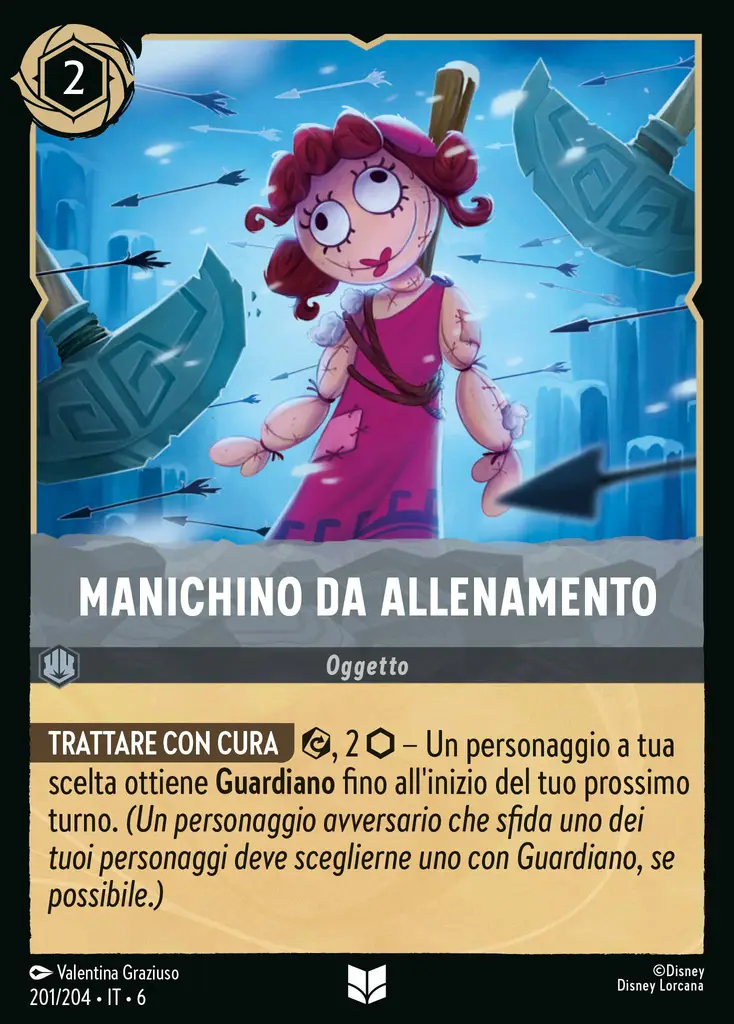 2
MANICHINO DA ALLENAMENTO
Oggetto
TRATTARE CON CURA , 2 – Un personaggio a tua
scelta ottiene Guardiano fino all'inizio del tuo prossimo
turno. (Un personaggio avversario che sfida uno dei
tuoi personaggi deve sceglierne uno con Guardiano, se
possibile.)
Valentina Graziuso
201/204 • IT • 6
©Disney
Disney Lorcana